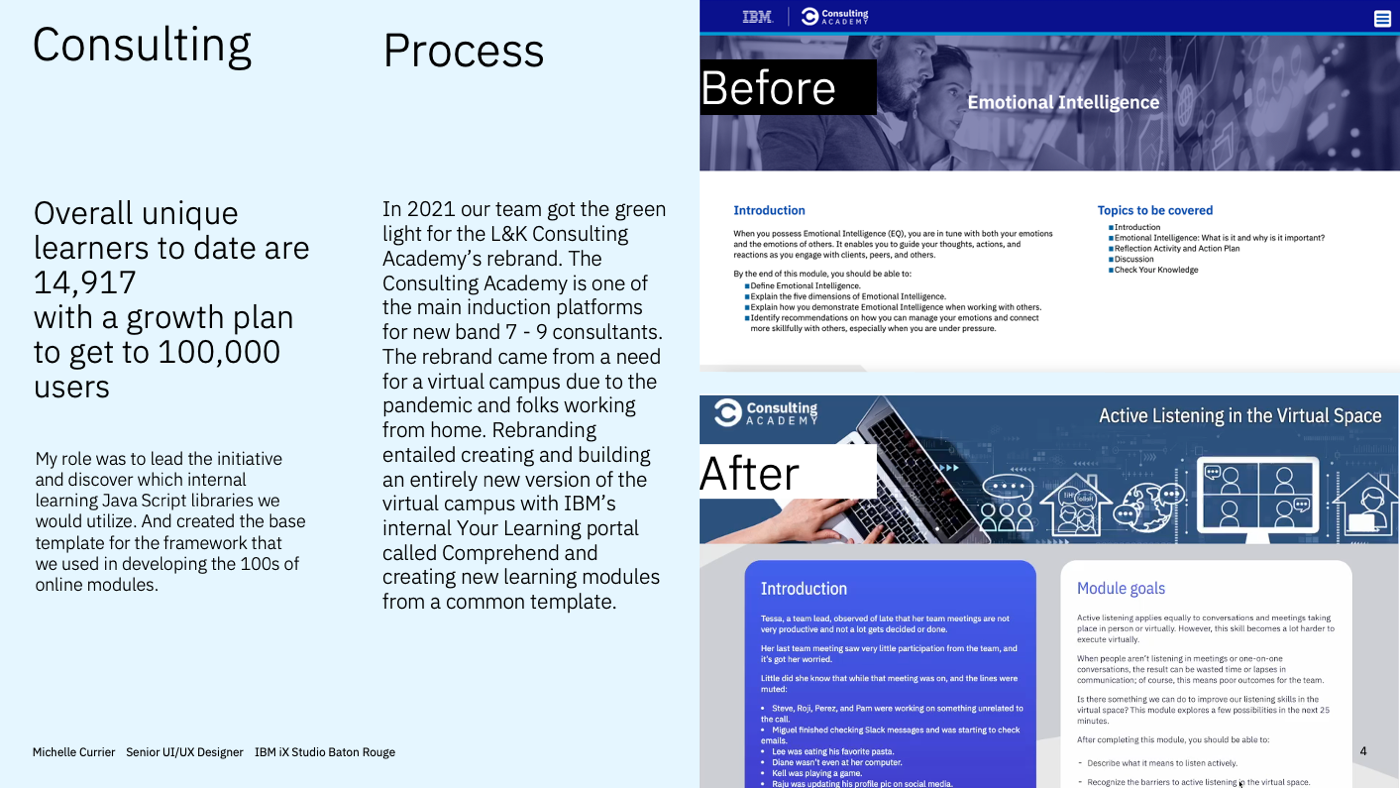 Consulting
Overall unique
learners to date are
14,917
with a growth plan
to get to 100,000
users
My role was to lead the initiative
and discover which internal
learning Java Script libraries we
would utilize. And created the base
template for the framework that
we used in developing the 100s of
online modules.
Process
In 2021 our team got the green
light for the L&K Consulting
Academy's rebrand. The
Consulting Academy is one of
the main induction platforms
for new band 7 - 9 consultants.
The rebrand came from a need
for a virtual campus due to the
pandemic and folks working
from home. Rebranding
entailed creating and building
an entirely new version of the
virtual campus with IBM's
internal Your Learning portal
called Comprehend and
creating new learning modules
from a common template.
IBM
Consulting
ACADEMY
Before
Emotional Intelligence
Introduction
When you possess Emotional Intelligence (EQ), you are in tune with both your emotions
and the emotions of others. It enables you to guide your thoughts, actions, and
reactions as you engage with clients, peers, and others.
By the end of this module, you should be able to:
■Define Emotional Intelligence.
■Explain the five dimensions of Emotional Intelligence.
■Explain how you demonstrate Emotional Intelligence when working with others.
■Identify recommendations on how you can manage your emotions and connect
more skillfully with others, especially when you are under pressure.
Topics to be covered
■Introduction
■Emotional Intelligence: What is it and why is it important?
■Reflection Activity and Action Plan
■Discussion
■Check Your Knowledge
Consulting
ACADEMY
Active Listening in the Virtual Space
After
Introduction
Tessa, a team lead, observed of late that her team meetings are not
very productive and not a lot gets decided or done.
Her last team meeting saw very little participation from the team, and
it's got her worried.
Little did she know that while that meeting was on, and the lines were
muted:
• Steve, Roji, Perez, and Pam were working on something unrelated to
the call.
• Miguel finished checking Slack messages and was starting to check
emails.
• Lee was eating his favorite pasta.
• Diane wasn't even at her computer.
• Kell was playing a game.
• Raju was updating his profile pic on social media.
Module goals
Active listening applies equally to conversations and meetings taking
place in person or virtually. However, this skill becomes a lot harder to
execute virtually.
When people aren't listening in meetings or one-on-one
conversations, the result can be wasted time or lapses in
communication; of course, this means poor outcomes for the team.
Is there something we can do to improve our listening skills in the
virtual space? This module explores a few possibilities in the next 25
minutes.
After completing this module, you should be able to:
- Describe what it means to listen actively.
- Recognize the barriers to active listening in the virtual space.
Michelle Currier Senior UI/UX Designer IBM iX Studio Baton Rouge
4